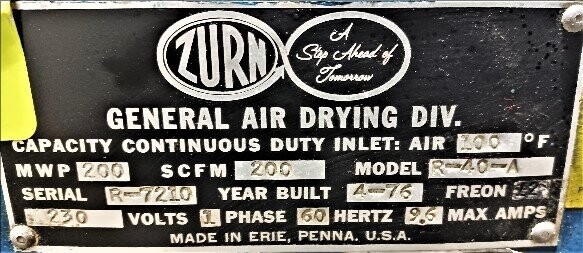 ZURN
A
Step Ahead of
Tomorrow
GENERAL AIR DRYING DIV.
CAPACITY CONTINUOUS DUTY INLET: AIR 100 °F
MWP 200 SCFM 200 MODEL R-40-A
SERIAL R-7210 YEAR BUILT 4-76 FREON 12
230 VOLTS 1 PHASE 60 HERTZ 9.6 MAX AMPS
MADE IN ERIE, PENNA. U.S.A.